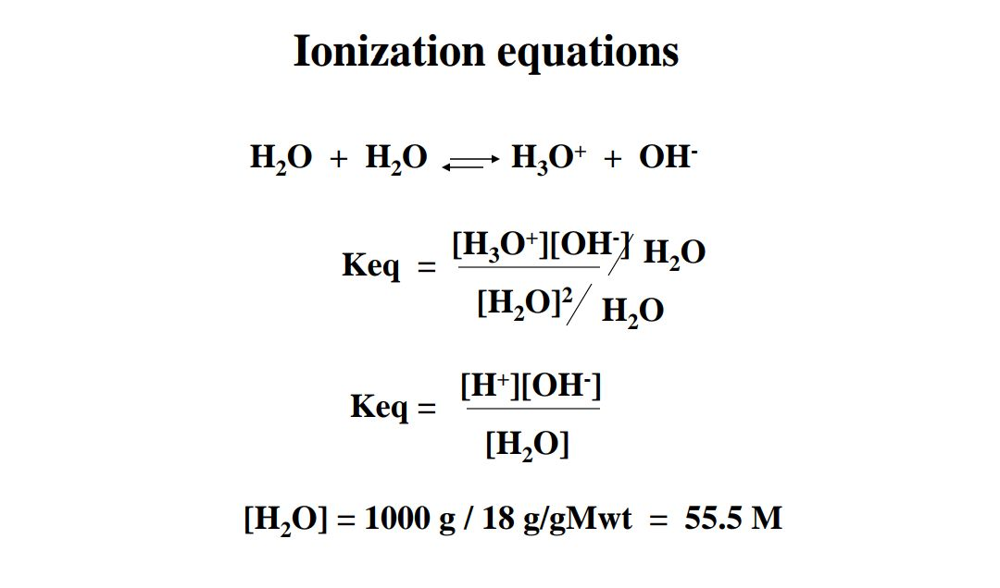 Ionization equations
H₂O + H₂O ⇌ H₃O⁺ + OH⁻
Keq = [H₃O⁺][OH⁻] / H₂O
[H₂O]² / H₂O
Keq = [H⁺][OH⁻]
[H₂O]
[H₂O] = 1000 g / 18 g/gMwt = 55.5 M